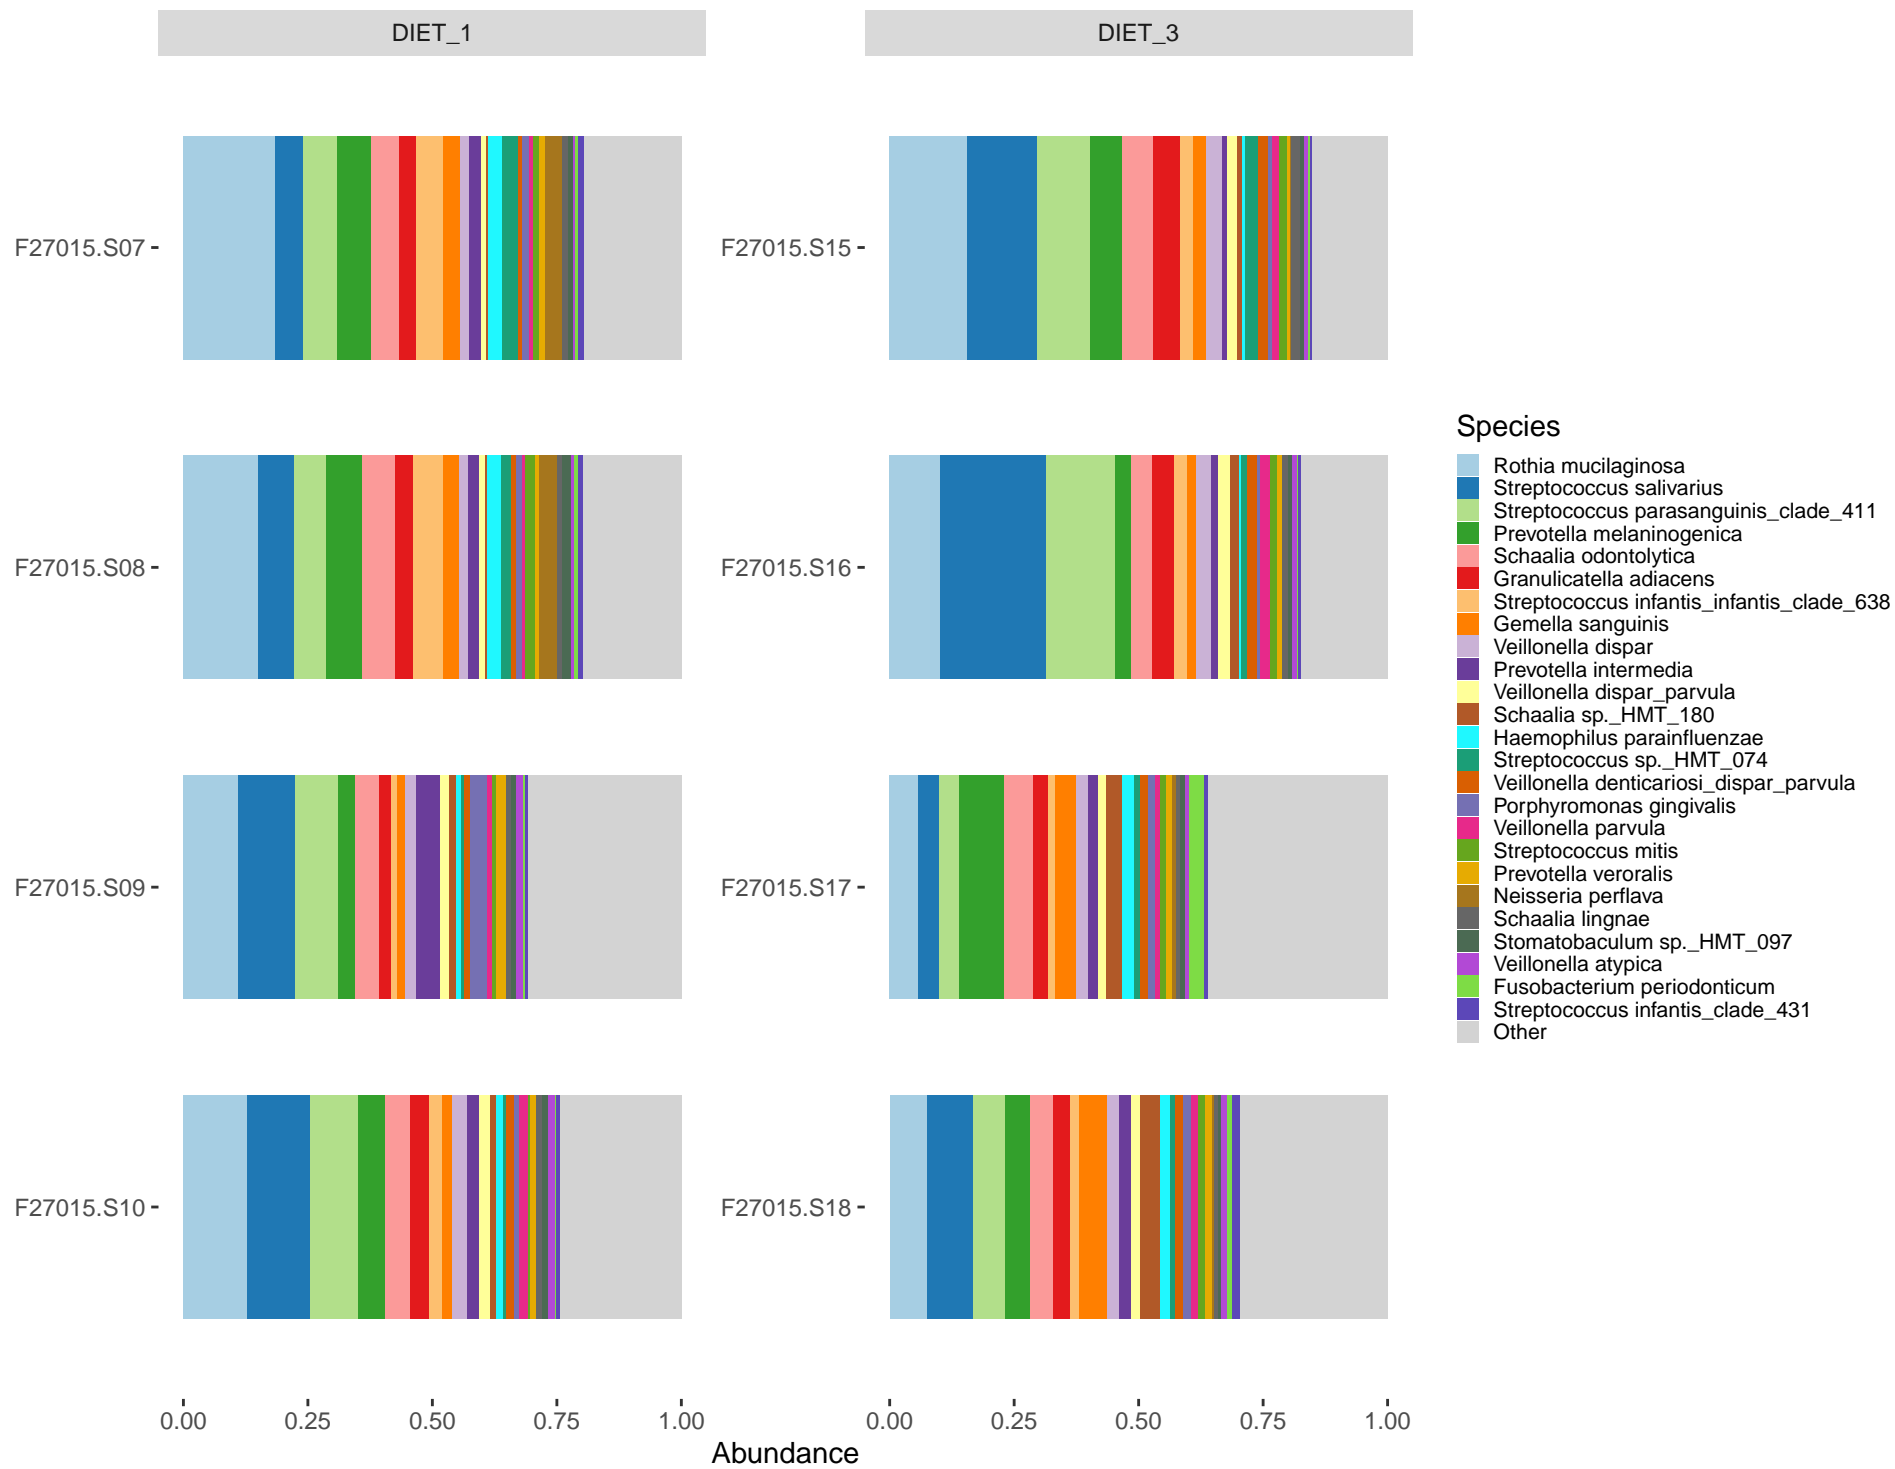 DIET_1
DIET_3
F27015.S07
F27015.S15
F27015.S08
F27015.S16
F27015.S09
F27015.S17
F27015.S10
F27015.S18
0.00 0.25 0.50 0.75 1.00
0.00 0.25 0.50 0.75 1.00
Abundance
Species
Rothia mucilaginosa
Streptococcus salivarius
Streptococcus parasanguinis_clade_411
Prevotella melaninogenica
Schaalia odontolytica
Granulicatella adiacens
Streptococcus infantis_infantis_clade_638
Gemella sanguinis
Veillonella dispar
Prevotella intermedia
Veillonella dispar_parvula
Schaalia sp._HMT_180
Haemophilus parainfluenzae
Streptococcus sp._HMT_074
Veillonella denticariosi_dispar_parvula
Porphyromonas gingivalis
Veillonella parvula
Streptococcus mitis
Prevotella veroralis
Neisseria perflava
Schaalia lingnae
Stomatobaculum sp._HMT_097
Veillonella atypica
Fusobacterium periodonticum
Streptococcus infantis_clade_431
Other